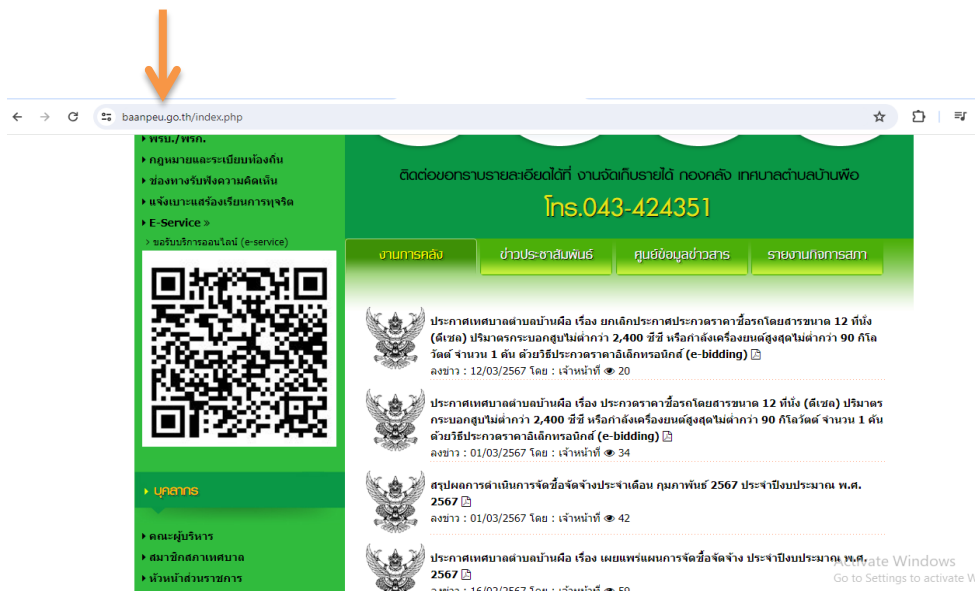 baanpeu.go.th/index.php
พรบ./พรก.
กฎหมายและระเบียบท้องถิ่น
ช่องทางรับฟังความคิดเห็น
แจ้งเบาะแสร้องเรียนการทุจริต
E-Service »
ขอรับบริการออนไลน์ (e-service)
บุคลากร
คณะผู้บริหาร
สมาชิกสภาเทศบาล
หัวหน้าส่วนราชการ
ติดต่อขอทราบรายละเอียดได้ที่ งานจัดเก็บรายได้ กองคลัง เทศบาลตำบลบ้านผือ
โทร.043-424351
งานการคลัง ข่าวประชาสัมพันธ์ ศูนย์ข้อมูลข่าวสาร รายงานกิจการสภา
ประกาศเทศบาลตำบลบ้านผือ เรื่อง ยกเลิกประกาศประกวดราคาซื้อรถโดยสารขนาด 12 ที่นั่ง
(ดีเซล) ปริมาตรกระบอกสูบไม่ต่ำกว่า 2,400 ซีซี หรือกำลังเครื่องยนต์สูงสุดไม่ต่ำกว่า 90 กิโล
วัตต์ จำนวน 1 คัน ด้วยวิธีประกวดราคาอิเล็กทรอนิกส์ (e-bidding)
ลงข่าว : 12/03/2567 โดย : เจ้าหน้าที่ 20
ประกาศเทศบาลตำบลบ้านผือ เรื่อง ประกวดราคาซื้อรถโดยสารขนาด 12 ที่นั่ง (ดีเซล) ปริมาตร
กระบอกสูบไม่ต่ำกว่า 2,400 ซีซี หรือกำลังเครื่องยนต์สูงสุดไม่ต่ำกว่า 90 กิโลวัตต์ จำนวน 1 คัน
ด้วยวิธีประกวดราคาอิเล็กทรอนิกส์ (e-bidding)
ลงข่าว : 01/03/2567 โดย : เจ้าหน้าที่ 34
สรุปผลการดำเนินการจัดซื้อจัดจ้างประจำเดือน กุมภาพันธ์ 2567 ประจำปีงบประมาณ พ.ศ.
2567
ลงข่าว : 01/03/2567 โดย : เจ้าหน้าที่ 42
ประกาศเทศบาลตำบลบ้านผือ เรื่อง เผยแพร่แผนการจัดซื้อจัดจ้าง ประจำปีงบประมาณ พ.ศ.
2567
ลงข่าว : 16/02/2567 โดย : เจ้าหน้าที่ 59
Activate Windows
Go to Settings to activate W